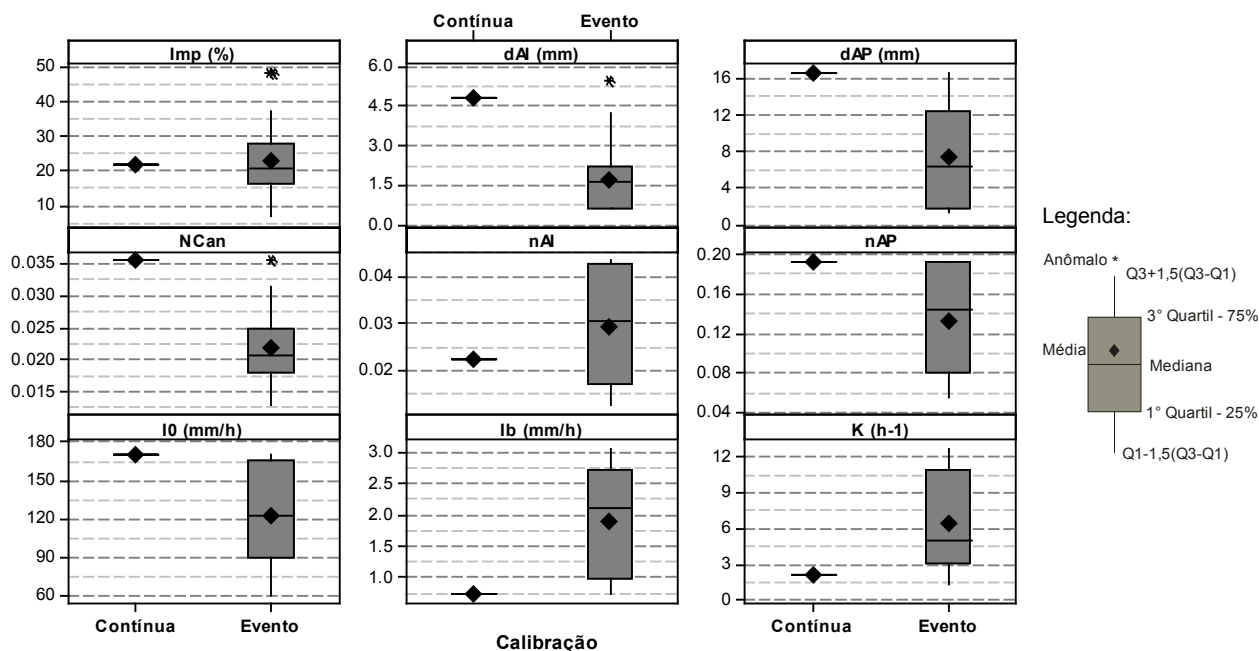 Contínua Evento
Imp (%)
50
40
30
20
10
dAI (mm)
6.0
4.5
3.0
1.5
0.0
dAP (mm)
16
12
8
4
0
NCan
0.035
0.030
0.025
0.020
0.015
nAI
0.04
0.03
0.02
nAP
0.20
0.16
0.12
0.08
0.04
I0 (mm/h)
180
150
120
90
60
Ib (mm/h)
3.0
2.5
2.0
1.5
1.0
K (h-1)
12
9
6
3
0
Contínua Evento
Contínua Evento
Calibração
Legenda:
Anômalo *
Q3+1,5(Q3-Q1)
3° Quartil - 75%
Média
Mediana
1° Quartil - 25%
Q1-1,5(Q3-Q1)